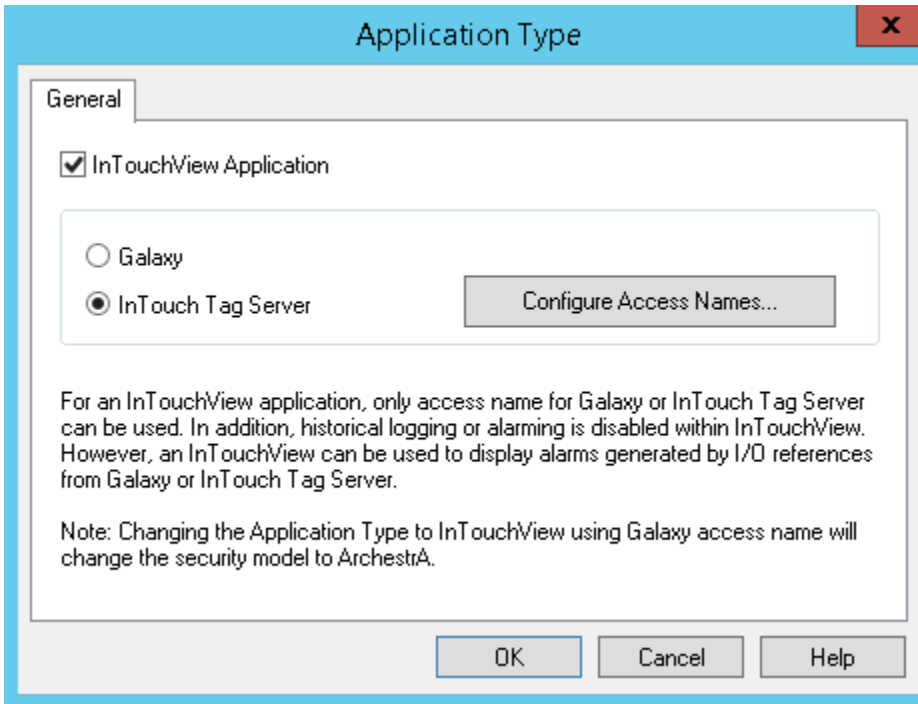 Application Type
x
General
InTouchView Application
Galaxy
InTouch Tag Server
Configure Access Names...
For an InTouchView application, only access name for Galaxy or InTouch Tag Server
can be used. In addition, historical logging or alarming is disabled within InTouchView.
However, an InTouchView can be used to display alarms generated by I/O references
from Galaxy or InTouch Tag Server.
Note: Changing the Application Type to InTouchView using Galaxy access name will
change the security model to ArchestrA.
OK
Cancel
Help